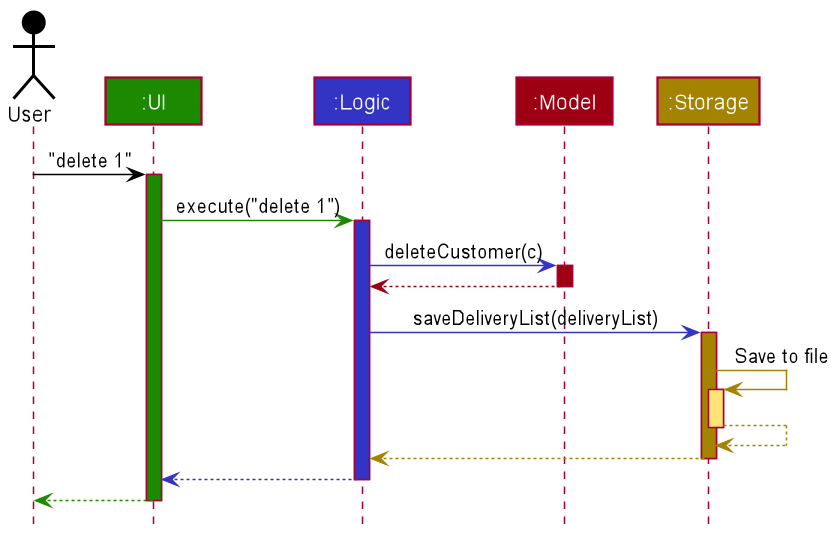 User
:UI
:Logic
:Model
:Storage
"delete 1"
execute("delete 1")
deleteCustomer(c)
saveDeliveryList(deliveryList)
Save to file